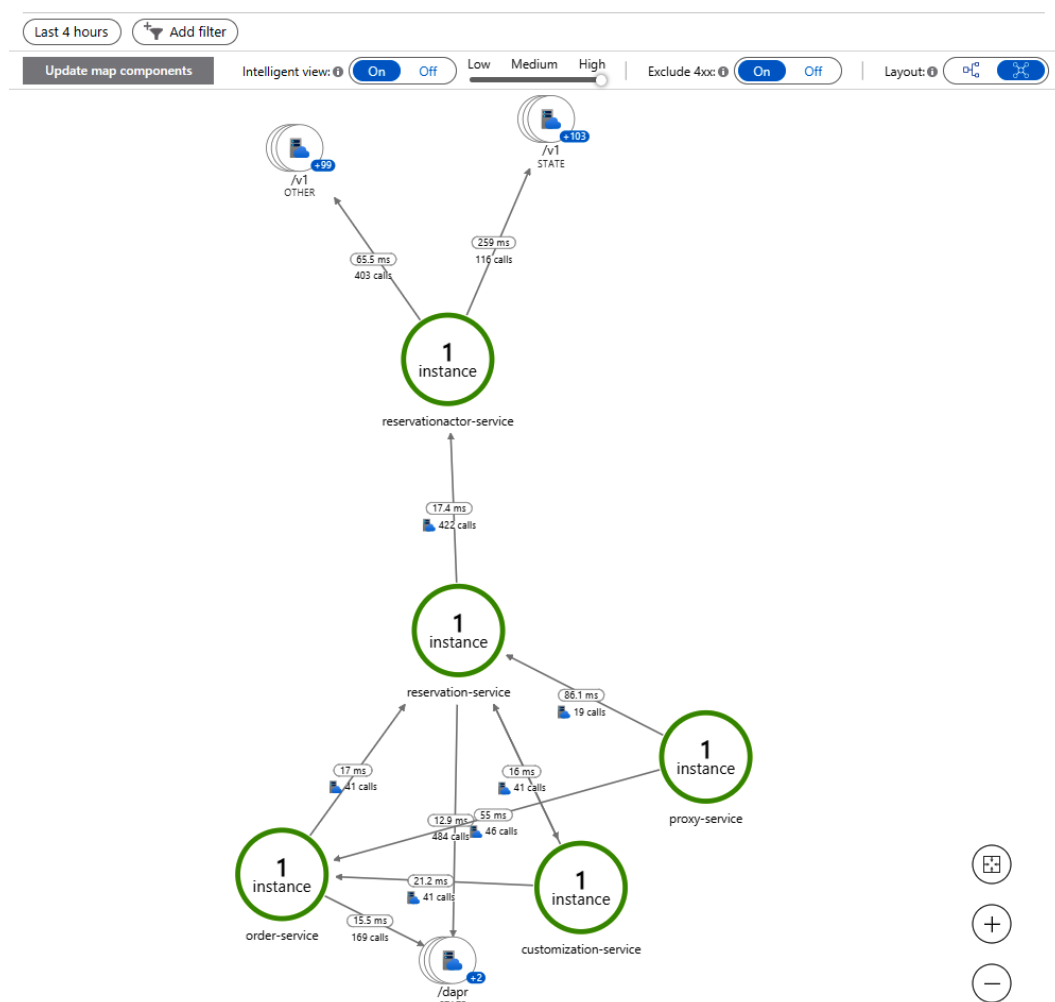 Last 4 hours
Add filter
Update map components
Intelligent view:
On
Off
Low
Medium
High
Exclude 4xx:
On
Off
Layout:
+99
/v1
OTHER
+103
/v1
STATE
65.5 ms
403 calls
259 ms
116 calls
1
instance
reservationactor-service
17.4 ms
422 calls
1
instance
reservation-service
86.1 ms
19 calls
1
instance
proxy-service
17 ms
41 calls
16 ms
41 calls
12.9 ms
484 calls
55 ms
46 calls
1
instance
order-service
21.2 ms
41 calls
1
instance
customization-service
15.5 ms
169 calls
+2
/dapr